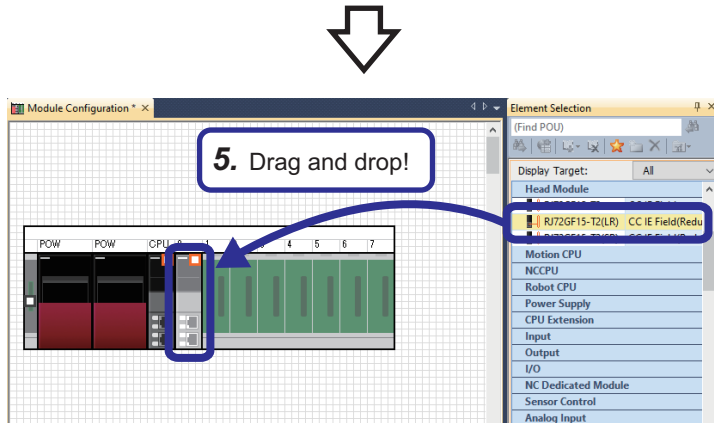 Module Configuration * ×
Element Selection
(Find POU)
5. Drag and drop!
Display Target: All
Head Module
RJ72GF15-T2(LR) CC IE Field(Redu
POW POW CPU 0 1 3 4 5 6 7
Motion CPU
NCCPU
Robot CPU
Power Supply
CPU Extension
Input
Output
I/O
NC Dedicated Module
Sensor Control
Analog Input